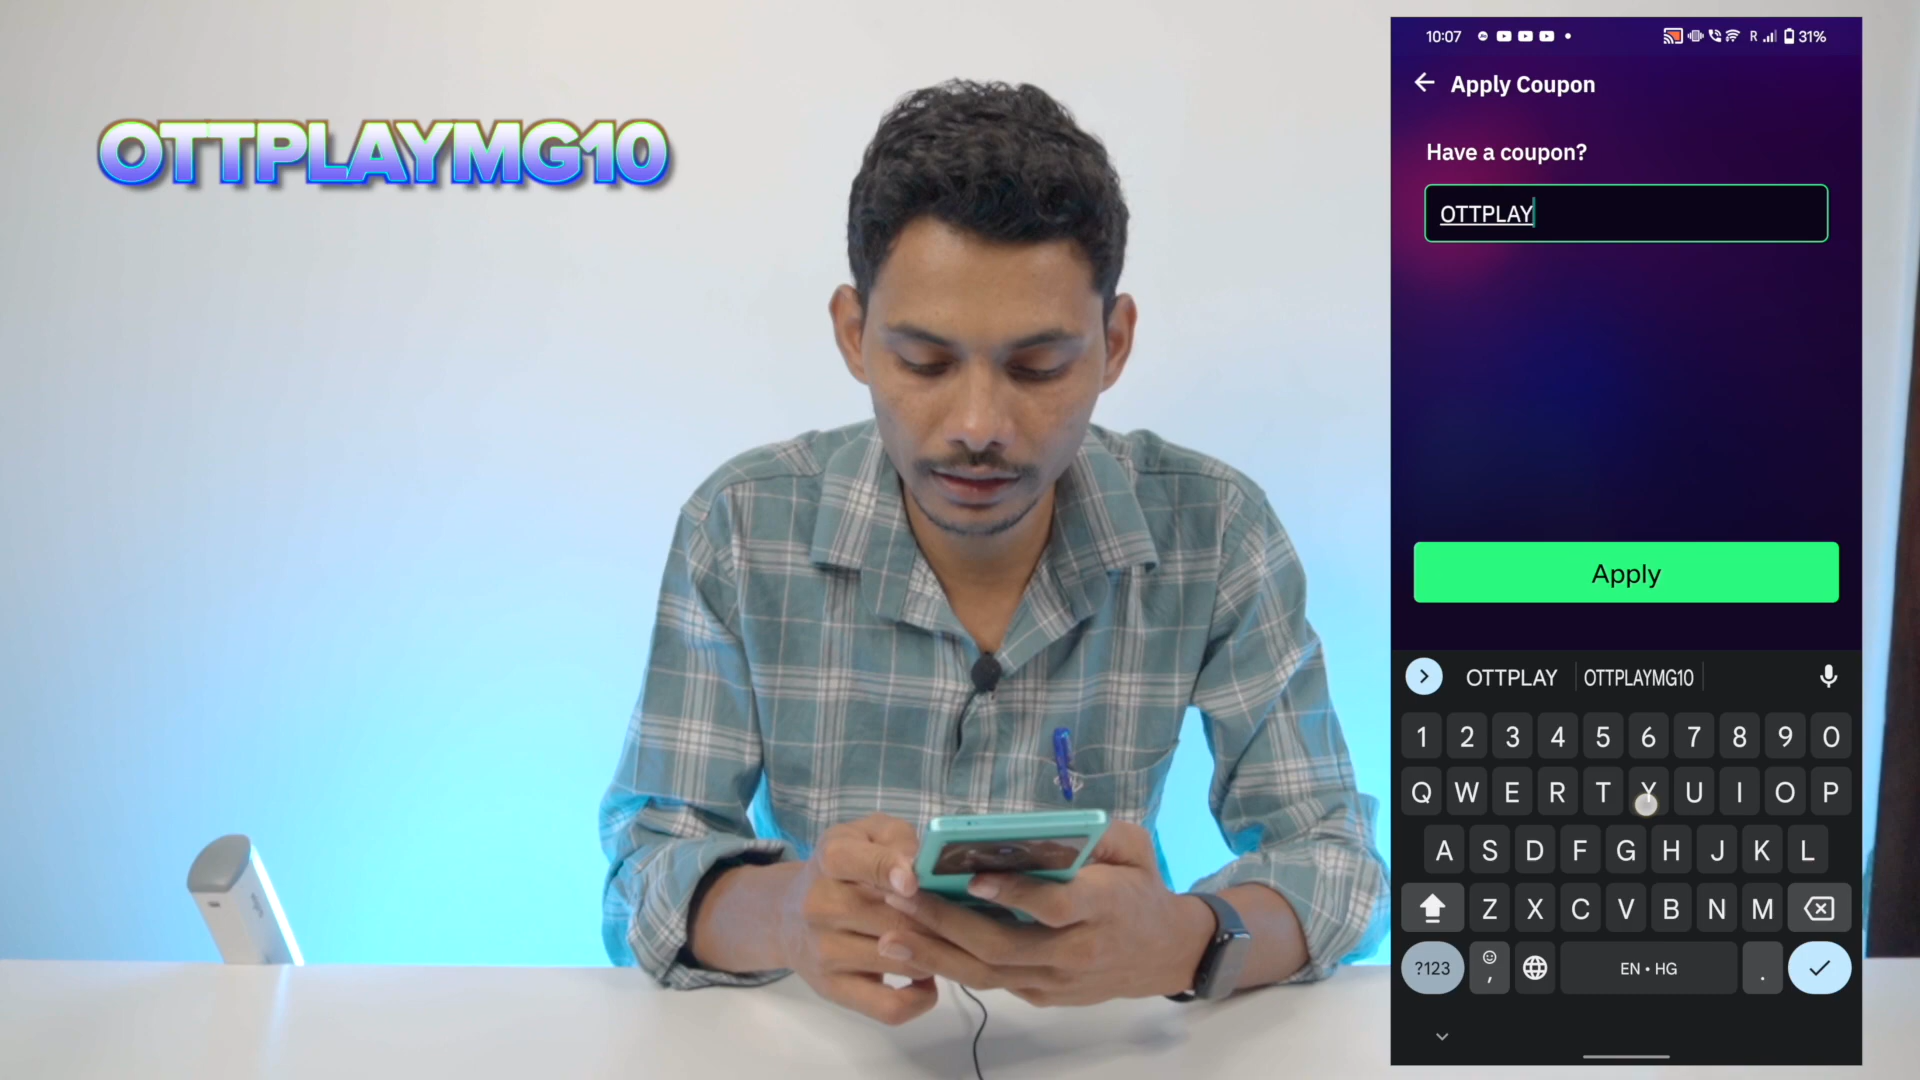 OTTPLAYMG10
10:07
R
31%
Apply Coupon
Have a coupon?
OTTPLAY
Apply
OTTPLAY OTTPLAYMG10
1 2 3 4 5 6 7 8 9 0
Q W E R T Y U I O P
A S D F G H J K L
Z X C V B N M
?123 , EN • HG .